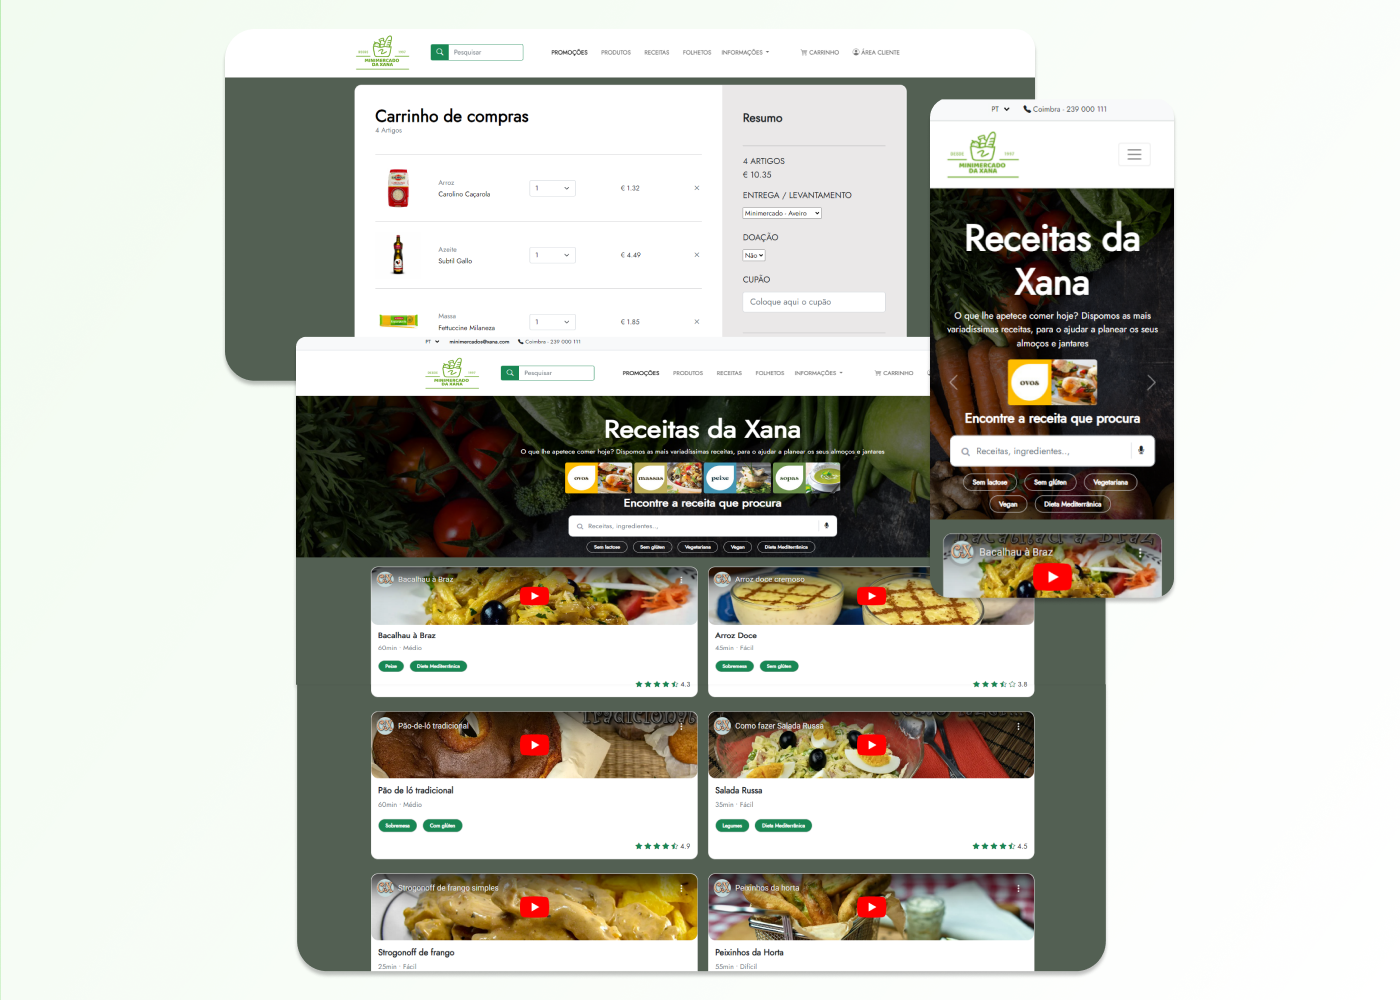 DESDE 1987
MINIMERCADO
DA XANA
Pesquisar
PROMOÇÕES PRODUTOS RECEITAS FOLHETOS INFORMAÇÕES CARRINHO ÁREA CLIENTE
Carrinho de compras
4 Artigos
Arroz
Carolino Caçarola
1
€ 1.32
Azeite
Subtil Gallo
1
€ 4.49
Massa
Fettuccine Milaneza
1
€ 1.85
Resumo
4 ARTIGOS
€ 10.35
ENTREGA / LEVANTAMENTO
Minimercado - Aveiro
DOAÇÃO
Não
CUPÃO
Coloque aqui o cupão
PT minimercados@xana.com Coimbra - 239 000 111
DESDE 1987
MINIMERCADO
DA XANA
Pesquisar
PROMOÇÕES PRODUTOS RECEITAS FOLHETOS INFORMAÇÕES CARRINHO
Receitas da Xana
O que lhe apetece comer hoje? Dispomos as mais variadíssimas receitas, para o ajudar a planear os seus almoços e jantares
ovos massas peixe sopas
Encontre a receita que procura
Receitas, ingredientes...,
Sem lactose Sem glúten Vegetariana Vegan Dieta Mediterrânica
Bacalhau à Braz
Bacalhau à Braz
60min · Médio
Peixe Dieta Mediterrânica
4.3
Arroz doce cremoso
Arroz Doce
45min · Fácil
Sobremesa Sem glúten
3.8
Pão-de-ló tradicional
Tradicional
Pão de ló tradicional
60min · Médio
Sobremesa Com glúten
4.9
Como fazer Salada Russa
Salada Russa
35min · Fácil
Legumes Dieta Mediterrânica
4.5
Strogonoff de frango simples
Strogonoff de frango
25min · Fácil
Peixinhos da horta
Peixinhos da Horta
55min · Difícil
PT Coimbra - 239 000 111
DESDE 1987
MINIMERCADO
DA XANA
Receitas da
Xana
O que lhe apetece comer hoje? Dispomos as mais
variadíssimas receitas, para o ajudar a planear os seus
almoços e jantares
ovos
Encontre a receita que procura
Receitas, ingredientes...,
Sem lactose Sem glúten Vegetariana
Vegan Dieta Mediterrânica
Bacalhau à Braz